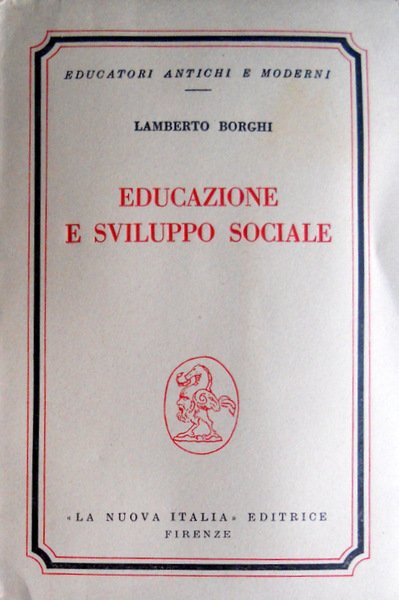 EDUCATORI ANTICHI E MODERNI
LAMBERTO BORGHI
EDUCAZIONE
E SVILUPPO SOCIALE
«LA NUOVA ITALIA» EDITRICE
FIRENZE